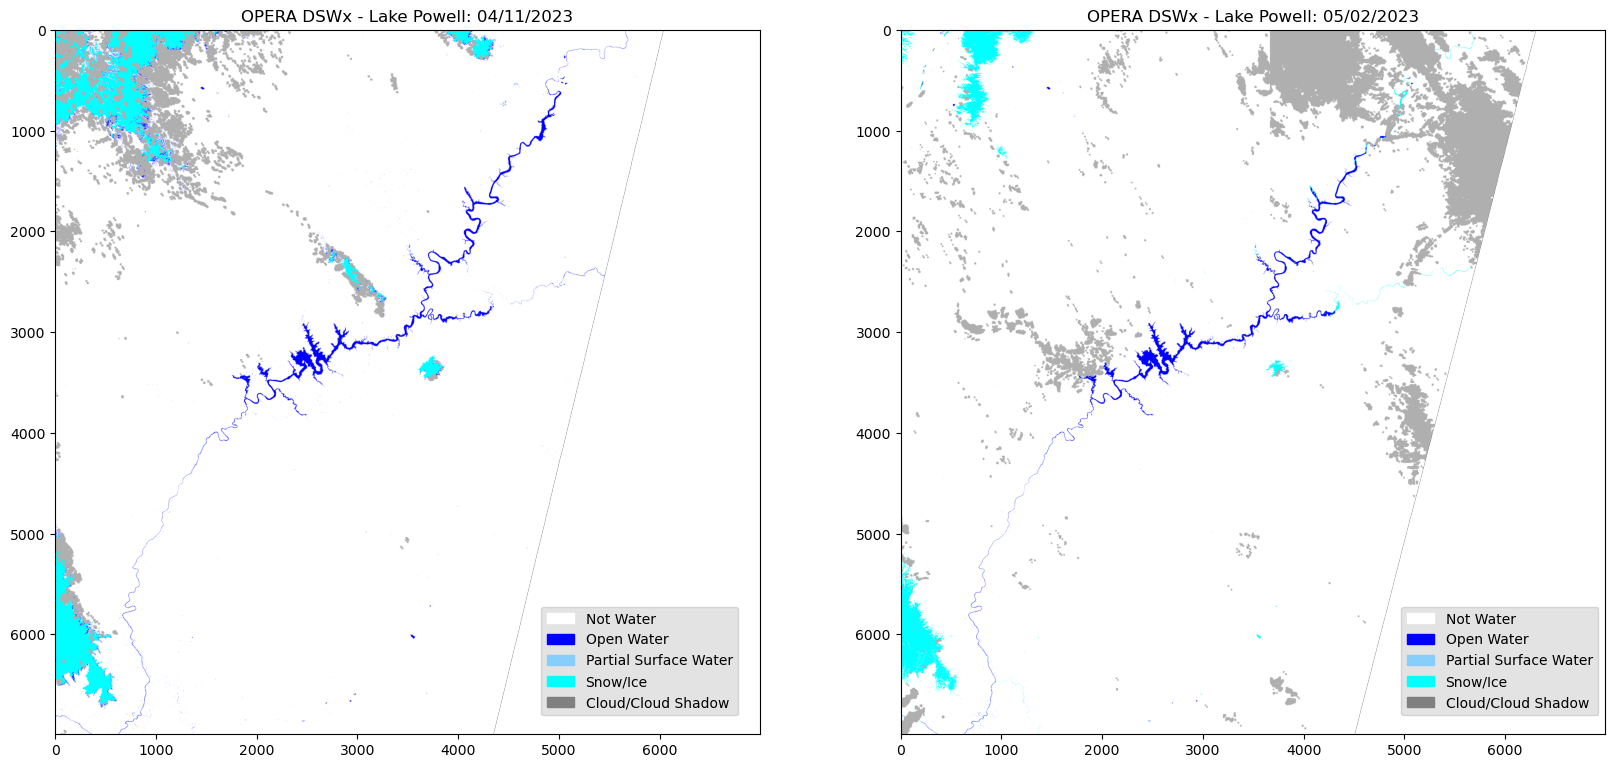 OPERA DSWx - Lake Powell: 04/11/2023
0
1000
2000
3000
4000
5000
6000
0 1000 2000 3000 4000 5000 6000
Not Water
Open Water
Partial Surface Water
Snow/Ice
Cloud/Cloud Shadow
OPERA DSWx - Lake Powell: 05/02/2023
0
1000
2000
3000
4000
5000
6000
0 1000 2000 3000 4000 5000 6000
Not Water
Open Water
Partial Surface Water
Snow/Ice
Cloud/Cloud Shadow